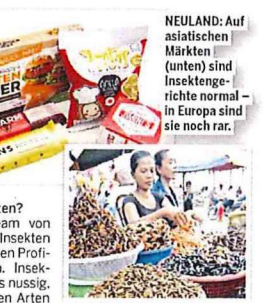 NEULAND: Auf
asiatischen
Märkten
(unten) sind
Insektenge-
richte normal –
in Europa sind
sie noch rar.
ten?
eam von
Insekten
en Profi-
n. Insek-
s nussig,
en Arten